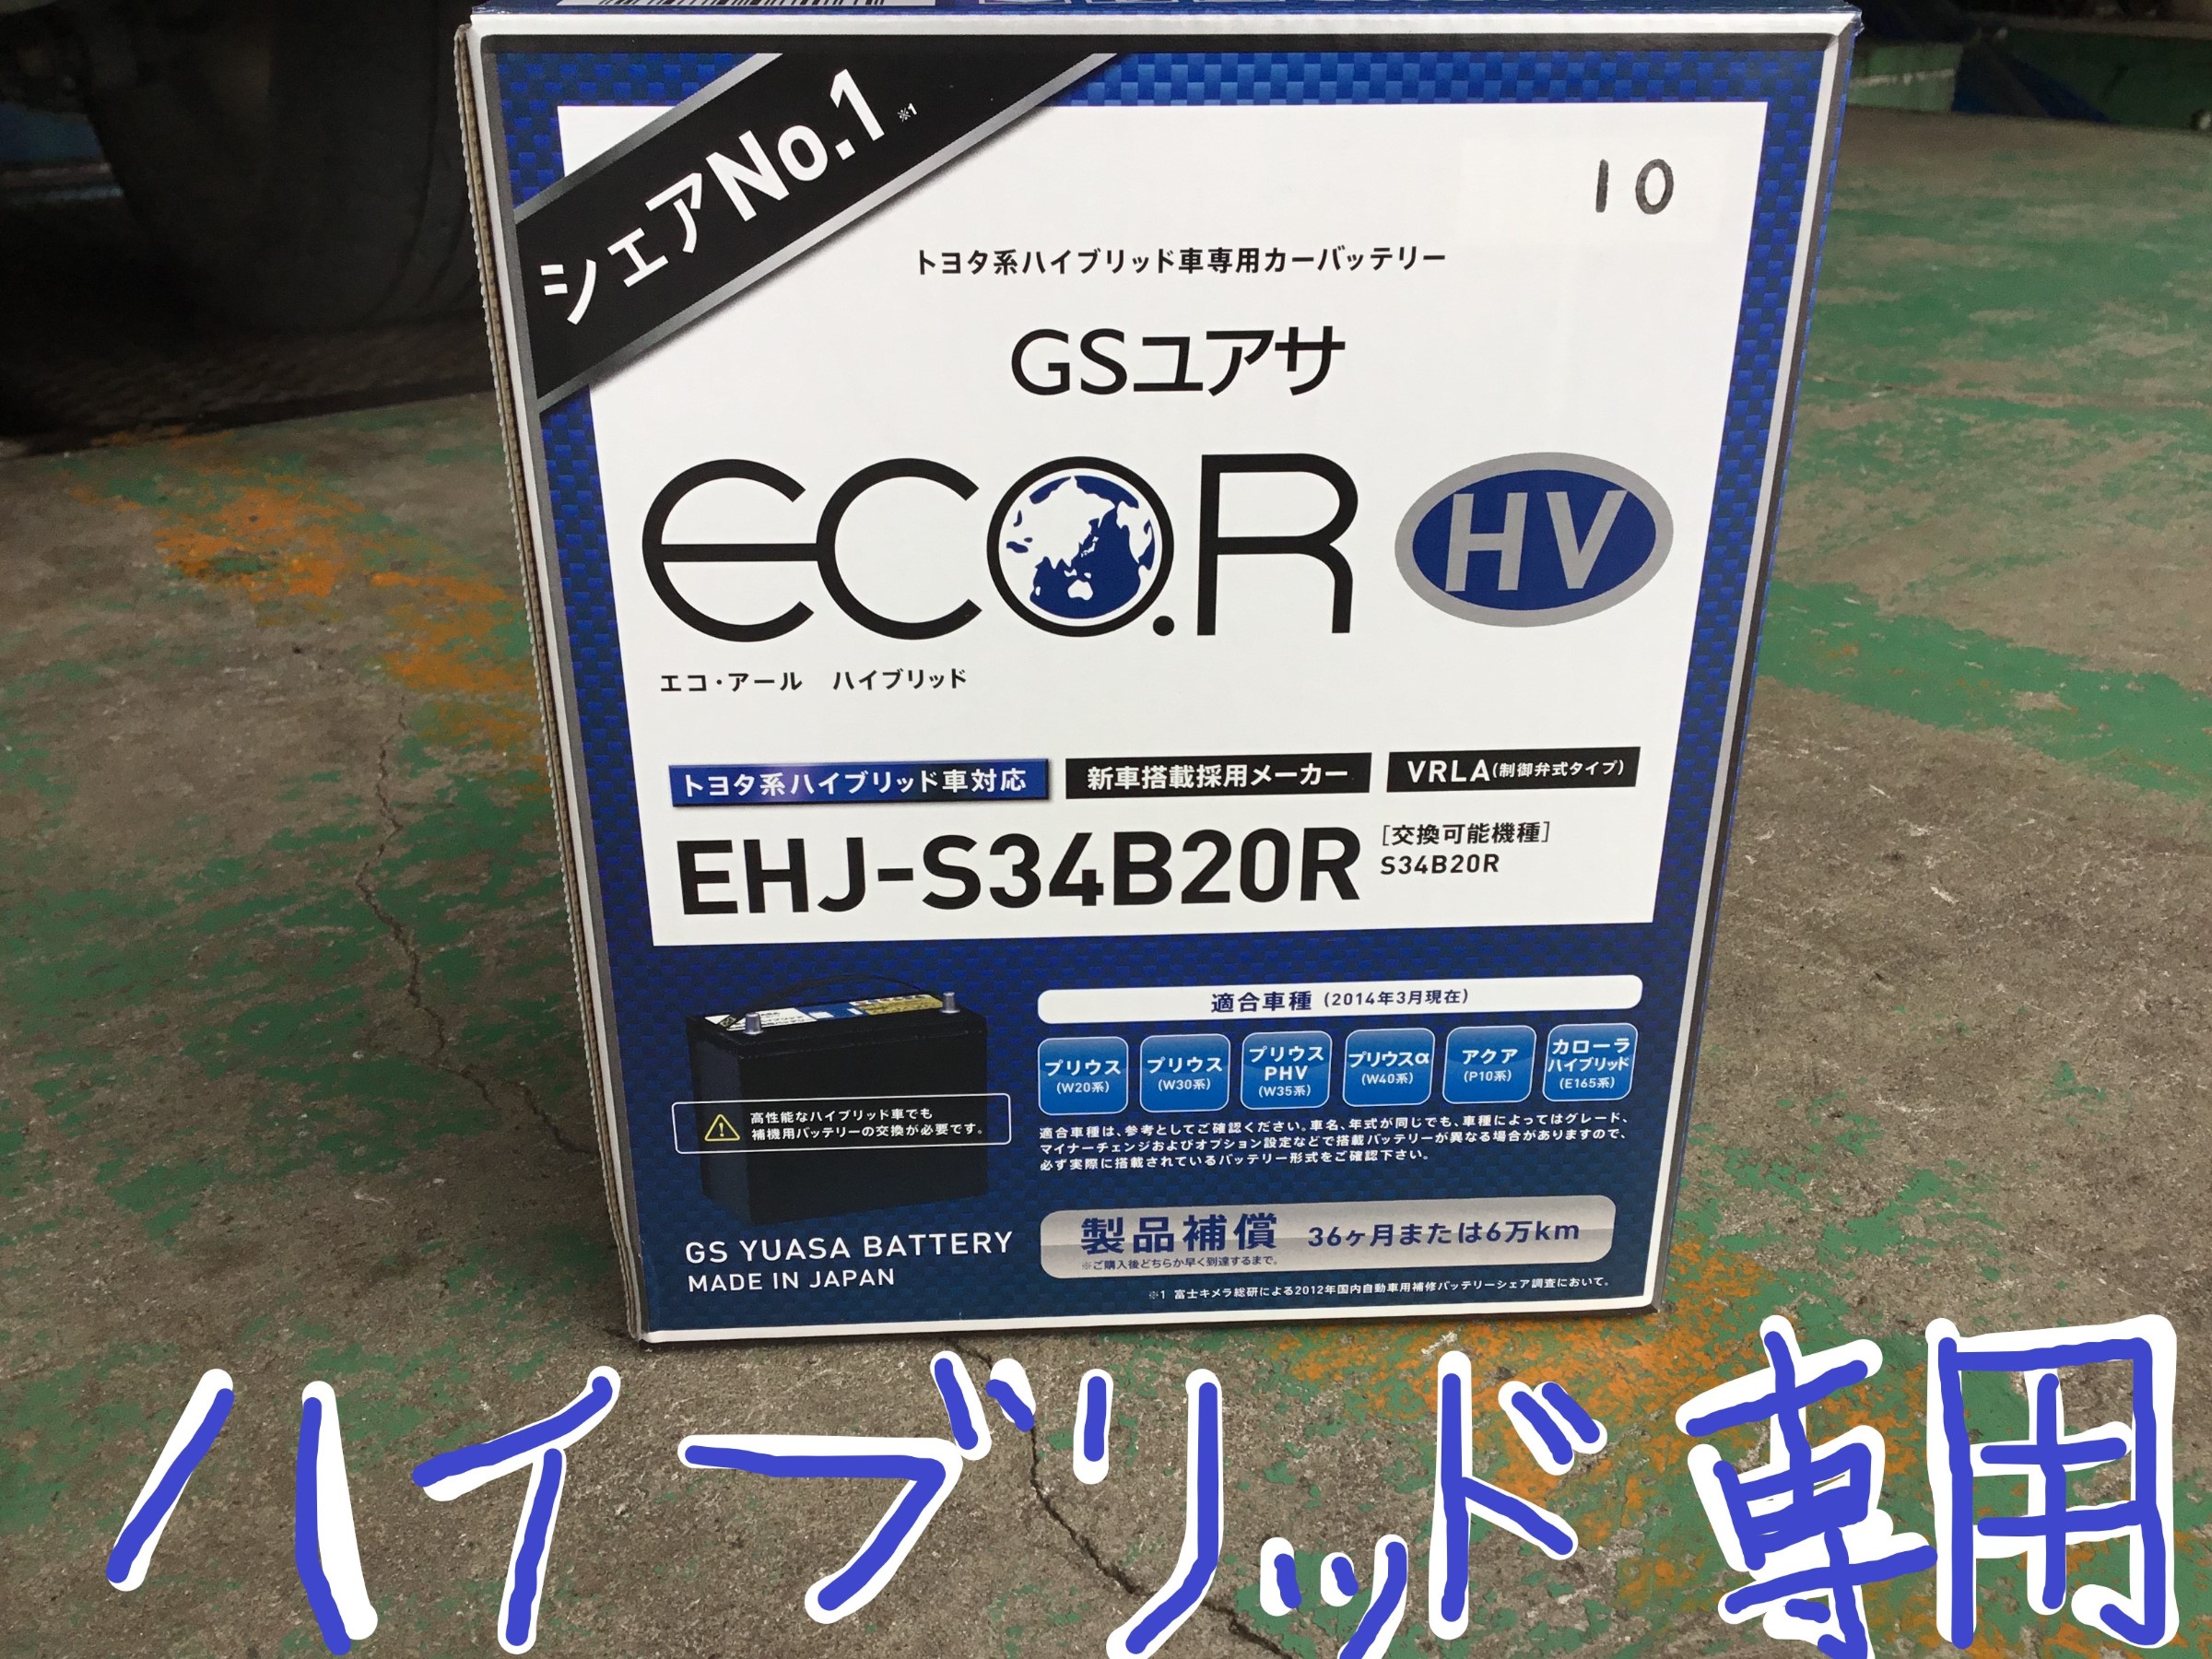 シェアNo.1 ※1
10
トヨタ系ハイブリッド車専用カーバッテリー
GSユアサ
eCO.R HV
エコ・アール ハイブリッド
トヨタ系ハイブリッド車対応 新車搭載採用メーカー VRLA(制御弁式タイプ)
EHJ-S34B20R [交換可能機種]
S34B20R
適合車種 (2014年3月現在)
プリウス (W20系)
プリウス (W30系)
プリウス PHV (W35系)
プリウスα (W40系)
アクア (P10系)
カローラ ハイブリッド (E165系)
高性能なハイブリッド車でも
補機用バッテリーの交換が必要です。
適合車種は、参考としてご確認ください。車名、年式が同じでも、車種によってはグレード、
マイナーチェンジおよびオプション設定などで搭載バッテリーが異なる場合がありますので、
必ず実際に搭載されているバッテリー形式をご確認下さい。
製品補償 36ヶ月または6万km
※ご購入後どちらか早く到達するまで。
GS YUASA BATTERY
MADE IN JAPAN
※1 富士キメラ総研による2012年国内自動車用補修バッテリーシェア調査において。
ハイブリッド専用